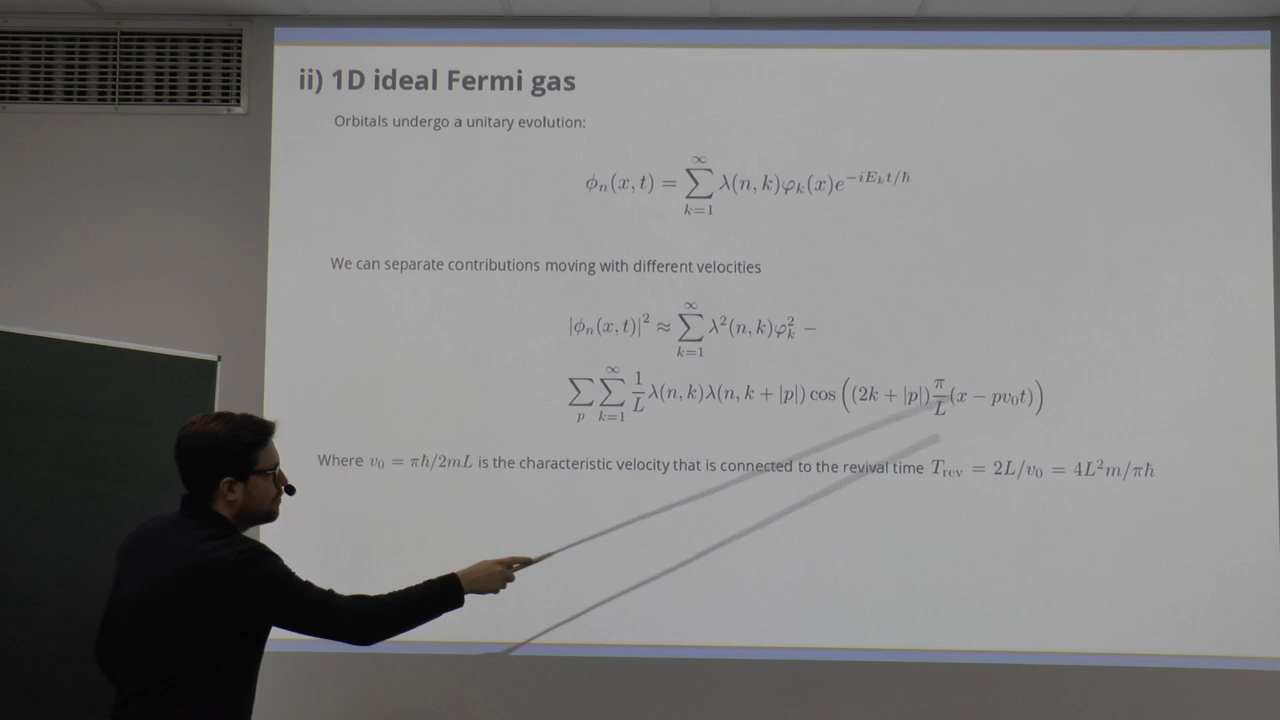 ii) 1D ideal Fermi gas
Orbitals undergo a unitary evolution:
$\phi_n(x,t) = \sum_{k=1}^{\infty} \lambda(n,k)\varphi_k(x)e^{-iE_k t/\hbar}$
We can separate contributions moving with different velocities
$|\phi_n(x,t)|^2 \approx \sum_{k=1}^{\infty} \lambda^2(n,k)\varphi_k^2 -$
$\sum_p \sum_{k=1}^{\infty} \frac{1}{L}\lambda(n,k)\lambda(n,k+|p|)\cos\left((2k+|p|)\frac{\pi}{L}(x-pv_0t)\right)$
Where $v_0 = \pi\hbar/2mL$ is the characteristic velocity that is connected to the revival time $T_{\mathrm{rev}} = 2L/v_0 = 4L^2m/\pi\hbar$